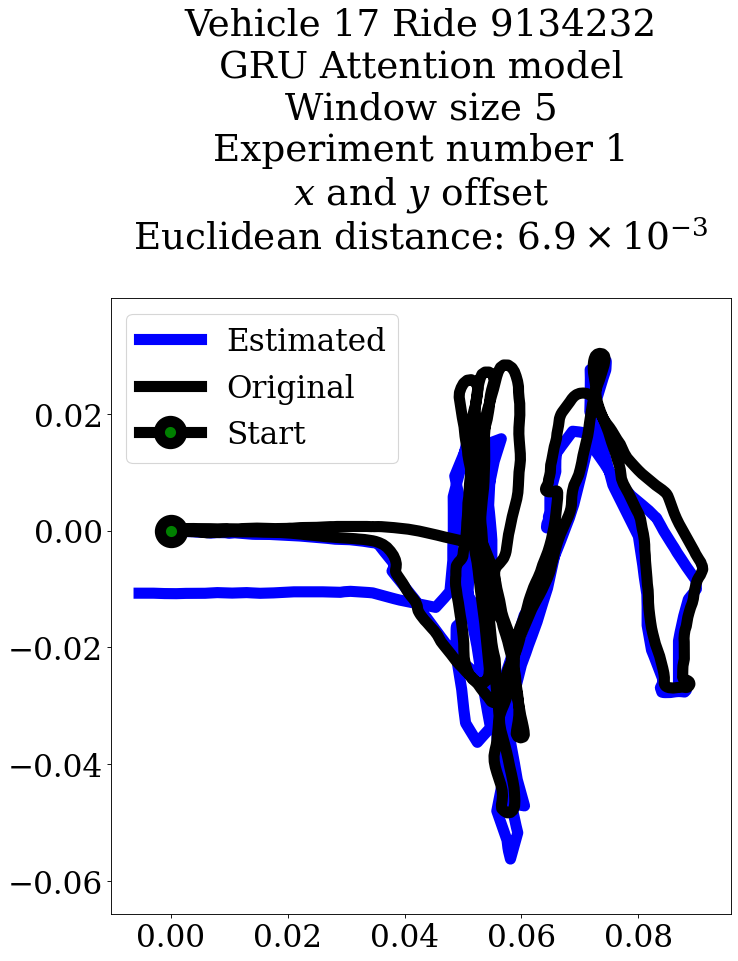 Vehicle 17 Ride 9134232
GRU Attention model
Window size 5
Experiment number 1
x and y offset
Euclidean distance: 6.9 × 10⁻³
Estimated
Original
Start
0.02
0.00
−0.02
−0.04
−0.06
0.00 0.02 0.04 0.06 0.08